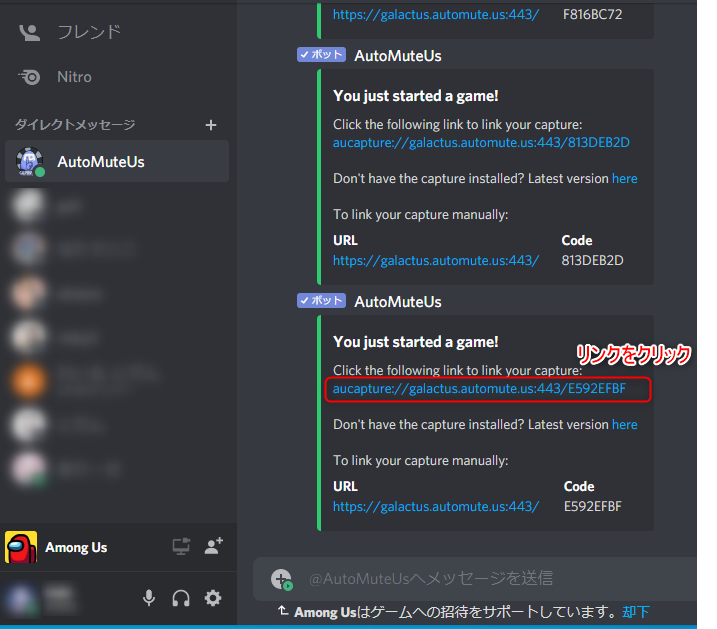 フレンド
Nitro
ダイレクトメッセージ
AutoMuteUs
Among Us
https://galactus.automute.us:443/ F816BC72
✓ボット AutoMuteUs
You just started a game!
Click the following link to link your capture:
aucapture://galactus.automute.us:443/813DEB2D
Don't have the capture installed? Latest version here
To link your capture manually:
URL Code
https://galactus.automute.us:443/ 813DEB2D
✓ボット AutoMuteUs
You just started a game!
リンクをクリック
Click the following link to link your capture:
aucapture://galactus.automute.us:443/E592EFBF
Don't have the capture installed? Latest version here
To link your capture manually:
URL Code
https://galactus.automute.us:443/ E592EFBF
@AutoMuteUsへメッセージを送信
Among Usはゲームへの招待をサポートしています。却下